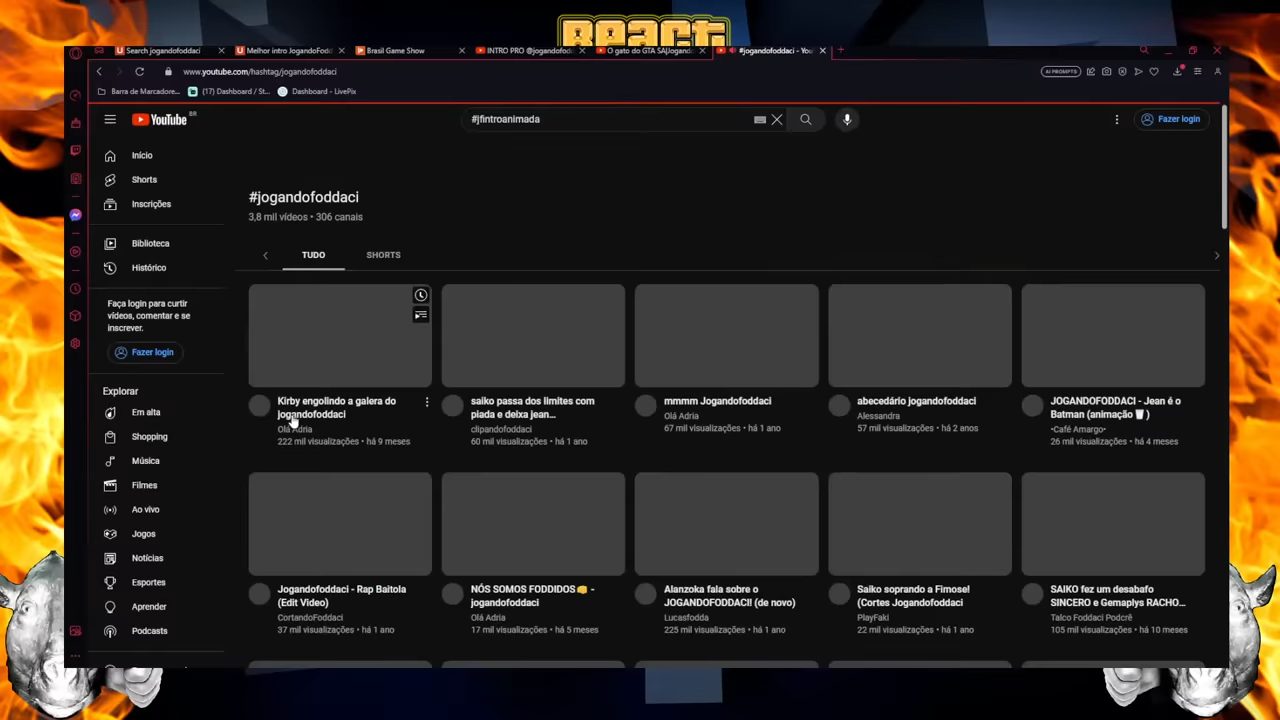 React
Search jogandofoddaci
Melhor intro JogandoFodd
Brasil Game Show
INTRO PRO @jogandofod
O gato do GTA SA|Jogand
#jogandofoddaci - You
www.youtube.com/hashtag/jogandofoddaci
AI PROMPTS
Barra de Marcadore...
(17) Dashboard / St...
Dashboard - LivePix
YouTube BR
#jfintroanimada
Fazer login
Início
Shorts
Inscrições
Biblioteca
Histórico
Faça login para curtir
vídeos, comentar e se
inscrever.
Fazer login
Explorar
Em alta
Shopping
Música
Filmes
Ao vivo
Jogos
Notícias
Esportes
Aprender
Podcasts
#jogandofoddaci
3,8 mil vídeos • 306 canais
TUDO
SHORTS
Kirby engolindo a galera do
jogandofoddaci
Olá Adria
222 mil visualizações • há 9 meses
saiko passa dos limites com
piada e deixa jean...
clipandofoddaci
60 mil visualizações • há 1 ano
mmmm Jogandofoddaci
Olá Adria
67 mil visualizações • há 1 ano
abecedário jogandofoddaci
Alessandra
57 mil visualizações • há 2 anos
JOGANDOFODDACI - Jean é o
Batman (animação🥛)
•Café Amargo•
26 mil visualizações • há 4 meses
Jogandofoddaci - Rap Baitola
(Edit Video)
CortandoFoddaci
37 mil visualizações • há 1 ano
NÓS SOMOS FODDIDOS🤜 -
jogandofoddaci
Olá Adria
17 mil visualizações • há 5 meses
Alanzoka fala sobre o
JOGANDOFODDACI! (de novo)
Lucasfodda
225 mil visualizações • há 1 ano
Saiko soprando a Fimose!
(Cortes Jogandofoddaci
PlayFaki
22 mil visualizações • há 1 ano
SAIKO fez um desabafo
SINCERO e Gemaplys RACHO...
Talco Foddaci Podcrê
105 mil visualizações • há 10 meses